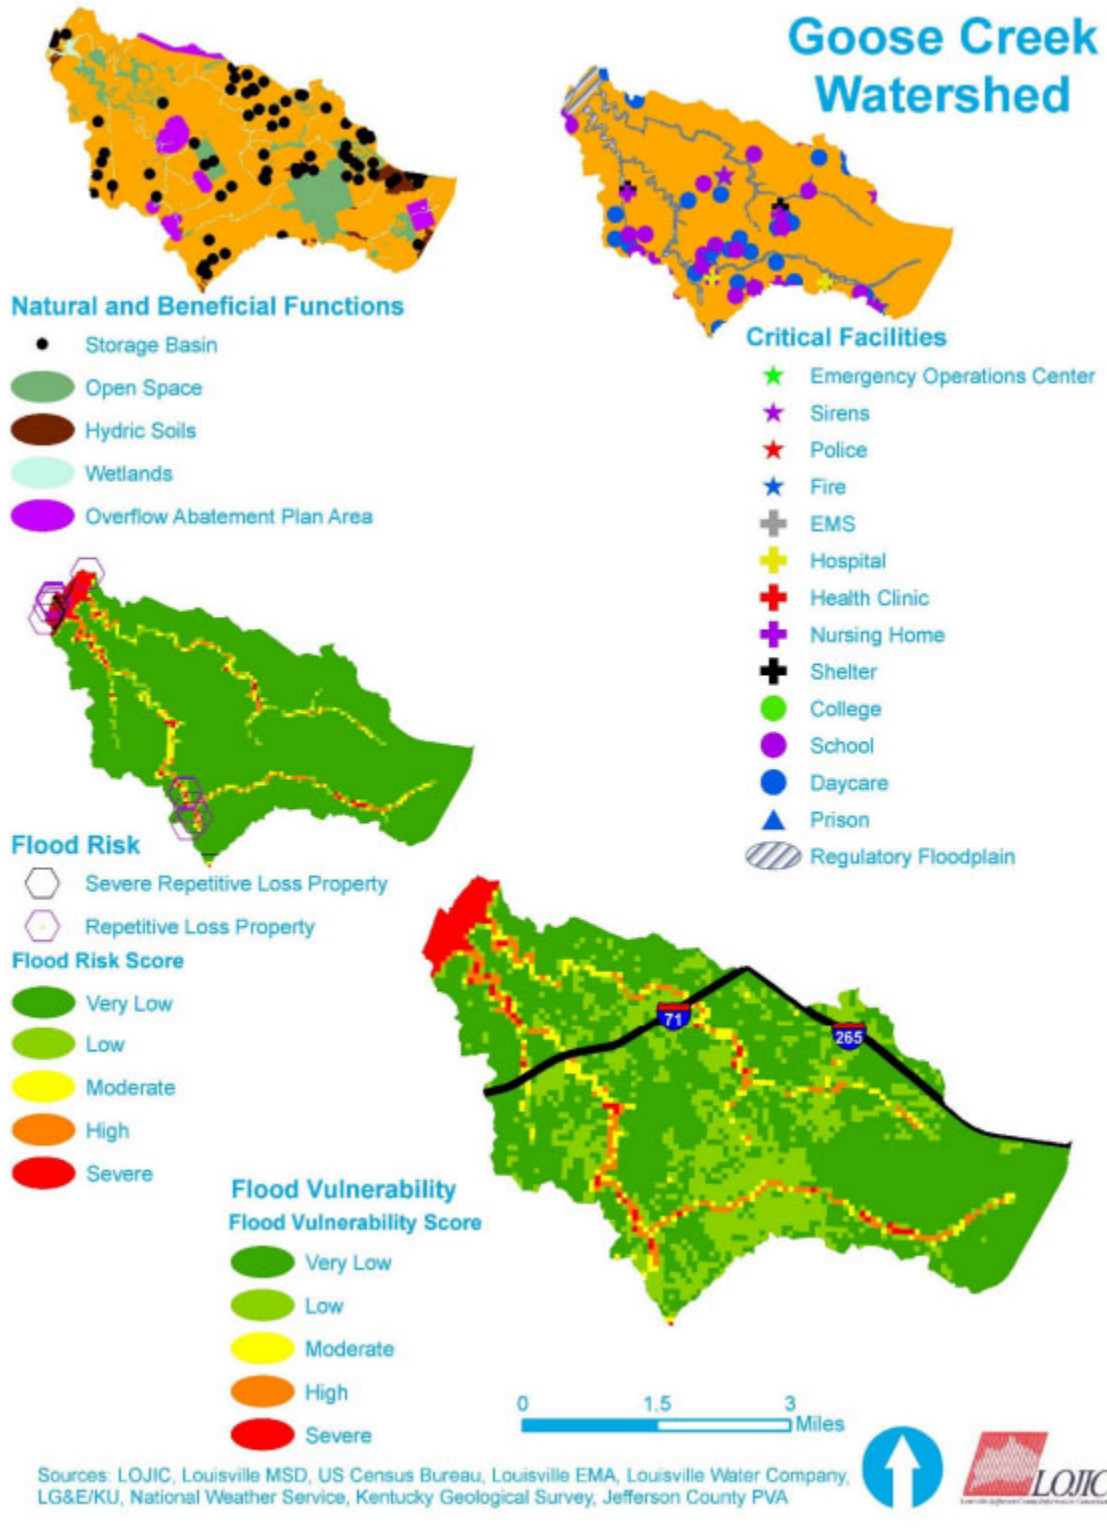 Goose Creek
Watershed
Natural and Beneficial Functions
Storage Basin
Open Space
Hydric Soils
Wetlands
Overflow Abatement Plan Area
Critical Facilities
Emergency Operations Center
Sirens
Police
Fire
EMS
Hospital
Health Clinic
Nursing Home
Shelter
College
School
Daycare
Prison
Regulatory Floodplain
Flood Risk
Severe Repetitive Loss Property
Repetitive Loss Property
Flood Risk Score
Very Low
Low
Moderate
High
Severe
71
265
Flood Vulnerability
Flood Vulnerability Score
Very Low
Low
Moderate
High
Severe
0 1.5 3
Miles
Sources: LOJIC, Louisville MSD, US Census Bureau, Louisville EMA, Louisville Water Company,
LG&E/KU, National Weather Service, Kentucky Geological Survey, Jefferson County PVA
LOJIC